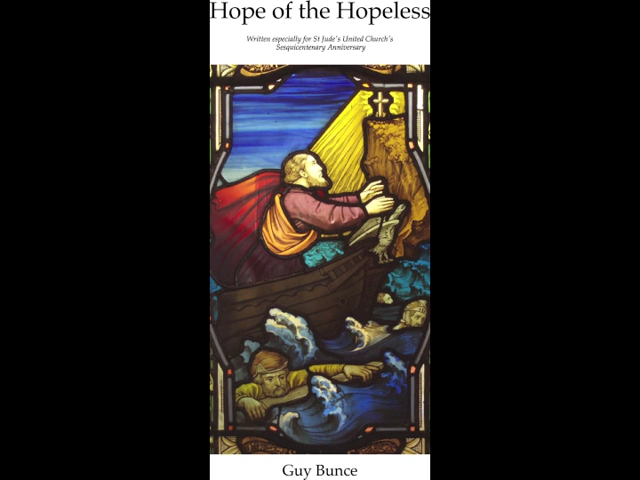 Hope of the Hopeless
Written especially for St Jude's United Church's
Sesquicentenary Anniversary
Guy Bunce